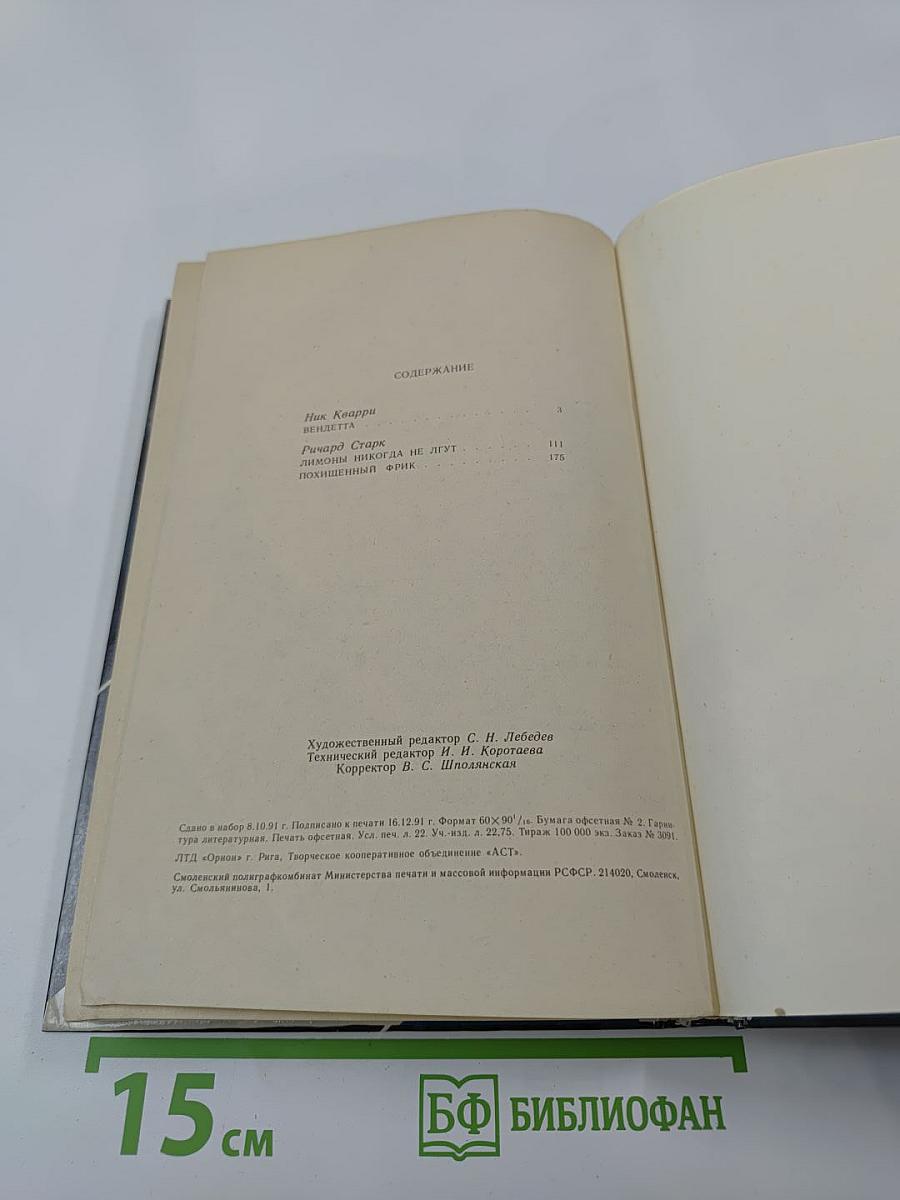 СОДЕРЖАНИЕ
Ник Кварри
ВЕНДЕТТА . . . . . . . . . . . . . . . . . 3
Ричард Старк
ЛИМОНЫ НИКОГДА НЕ ЛГУТ . . . . . . . 111
ПОХИЩЕННЫЙ ФРИК . . . . . . . . . . 175
Художественный редактор С. Н. Лебедев
Технический редактор И. И. Коротаева
Корректор В. С. Шполянская
Сдано в набор 8.10.91 г. Подписано к печати 16.12.91 г. Формат 60×90¹/₁₆. Бумага офсетная № 2. Гарни-
тура литературная. Печать офсетная. Усл. печ. л. 22. Уч.-изд. л. 22,75. Тираж 100 000 экз. Заказ № 3091.
ЛТД «Орион» г. Рига, Творческое кооперативное объединение «АСТ».
Смоленский полиграфкомбинат Министерства печати и массовой информации РСФСР. 214020, Смоленск,
ул. Смольянинова, 1.
15 см
БФ БИБЛИОФАН